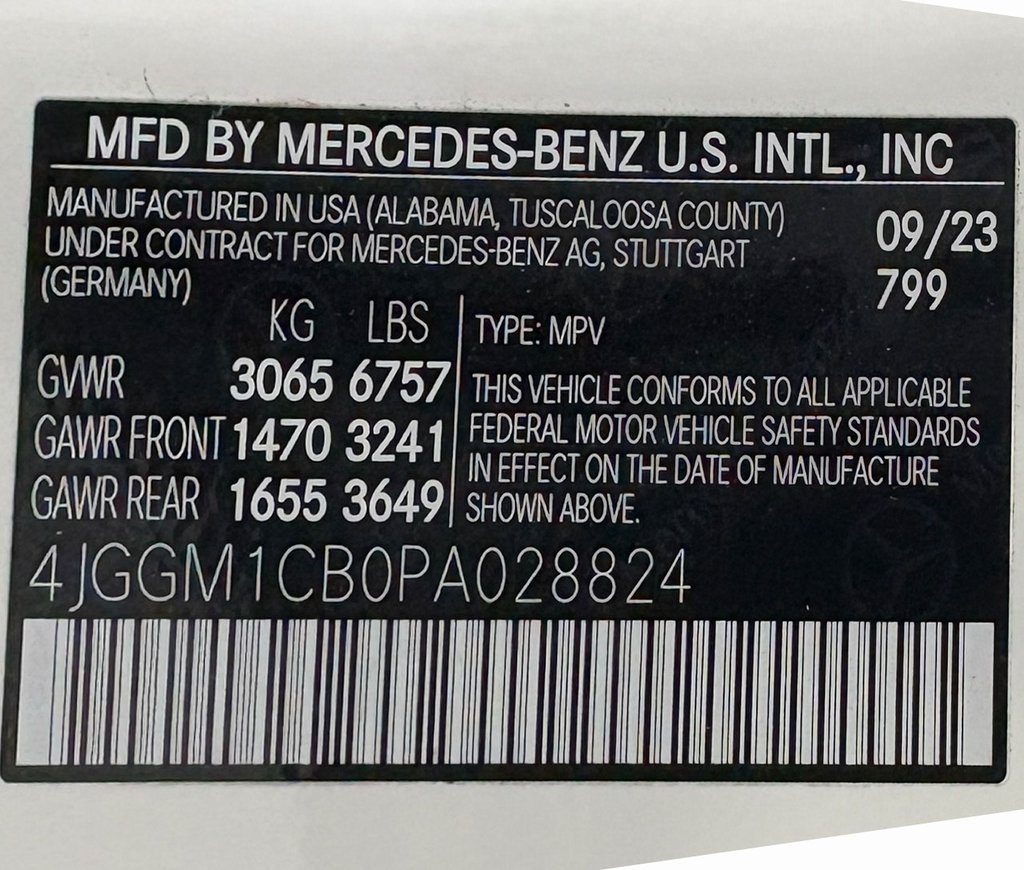 MFD BY MERCEDES-BENZ U.S. INTL., INC
MANUFACTURED IN USA (ALABAMA, TUSCALOOSA COUNTY)
UNDER CONTRACT FOR MERCEDES-BENZ AG, STUTTGART
(GERMANY)
09/23
799
KG LBS
GVWR 3065 6757
GAWR FRONT 1470 3241
GAWR REAR 1655 3649
TYPE: MPV
THIS VEHICLE CONFORMS TO ALL APPLICABLE
FEDERAL MOTOR VEHICLE SAFETY STANDARDS
IN EFFECT ON THE DATE OF MANUFACTURE
SHOWN ABOVE.
4JGGM1CB0PA028824